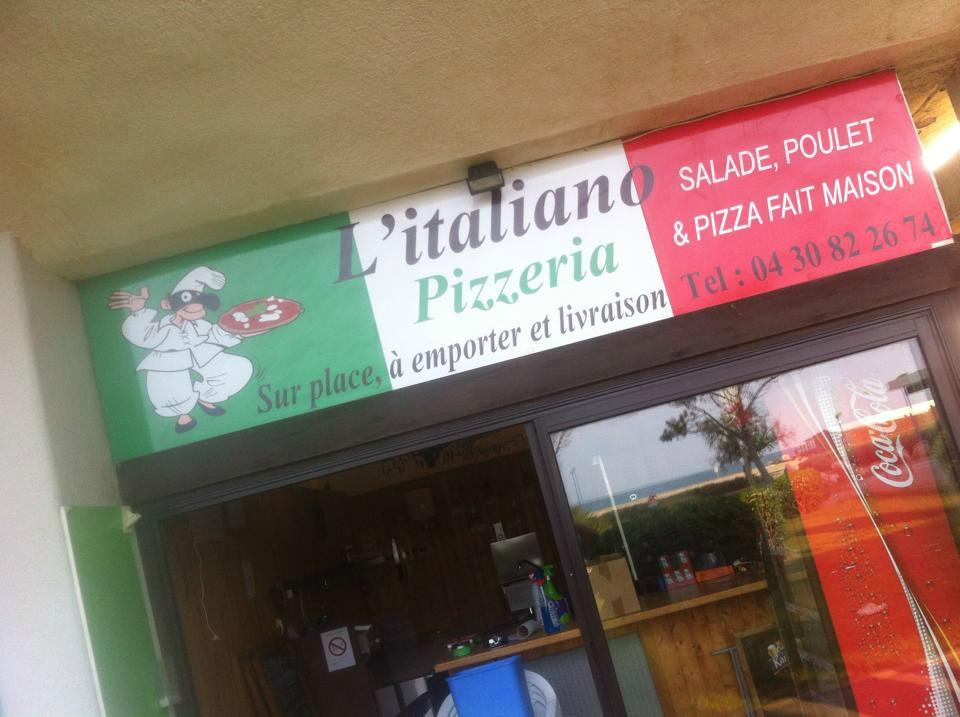 L'italiano
Pizzeria
Sur place, à emporter et livraison
SALADE, POULET
& PIZZA FAIT MAISON
Tel : 04 30 82 26 74
Coca-Cola